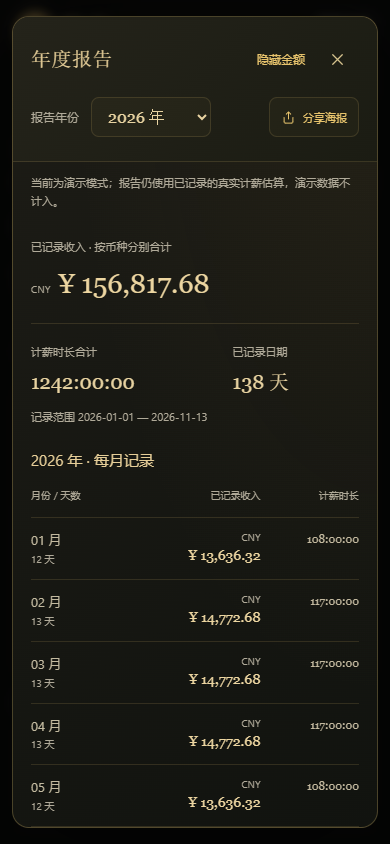 年度报告
隐藏金额
报告年份
2026 年
分享海报
当前为演示模式；报告仍使用已记录的真实计薪估算，演示数据不
计入。
已记录收入 · 按币种分别合计
CNY ¥ 156,817.68
计薪时长合计
已记录日期
1242:00:00
138 天
记录范围 2026-01-01 — 2026-11-13
2026 年 · 每月记录
月份 / 天数
已记录收入
计薪时长
01 月
12 天
CNY
¥ 13,636.32
108:00:00
02 月
13 天
CNY
¥ 14,772.68
117:00:00
03 月
13 天
CNY
¥ 14,772.68
117:00:00
04 月
13 天
CNY
¥ 14,772.68
117:00:00
05 月
12 天
CNY
¥ 13,636.32
108:00:00